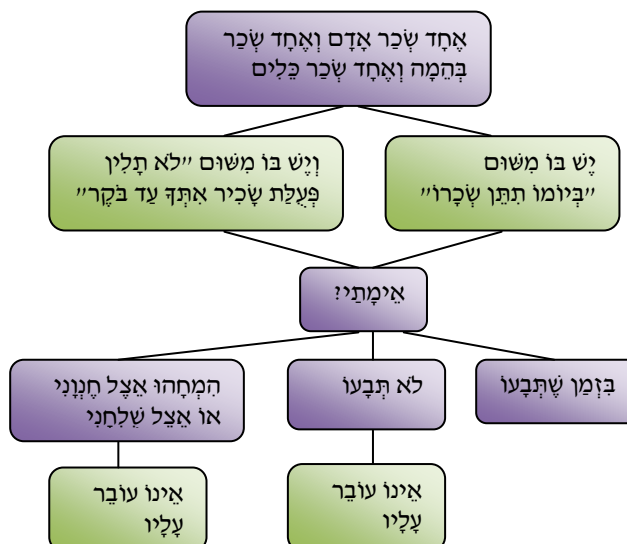 אֶחָד שְׂכַר אָדָם וְאֶחָד שְׂכַר
בְּהֵמָה וְאֶחָד שְׂכַר כֵּלִים
יֶשׁ בּוֹ מִשּׁוּם
״בְּיוֹמוֹ תִתֵּן שְׂכָרוֹ״
וְיֶשׁ בּוֹ מִשּׁוּם ״לֹא תָלִין
פְּעֻלַּת שָׂכִיר אִתְּךָ עַד בֹּקֶר״
אֵימָתַי?
בִּזְמַן שֶׁתְּבָעוֹ
לֹא תְּבָעוֹ
הִמְחָהוּ אֵצֶל חֶנְוָנִי
אוֹ אֵצֶל שֻׁלְחָנִי
אֵינוֹ עוֹבֵר
עָלָיו
אֵינוֹ עוֹבֵר
עָלָיו